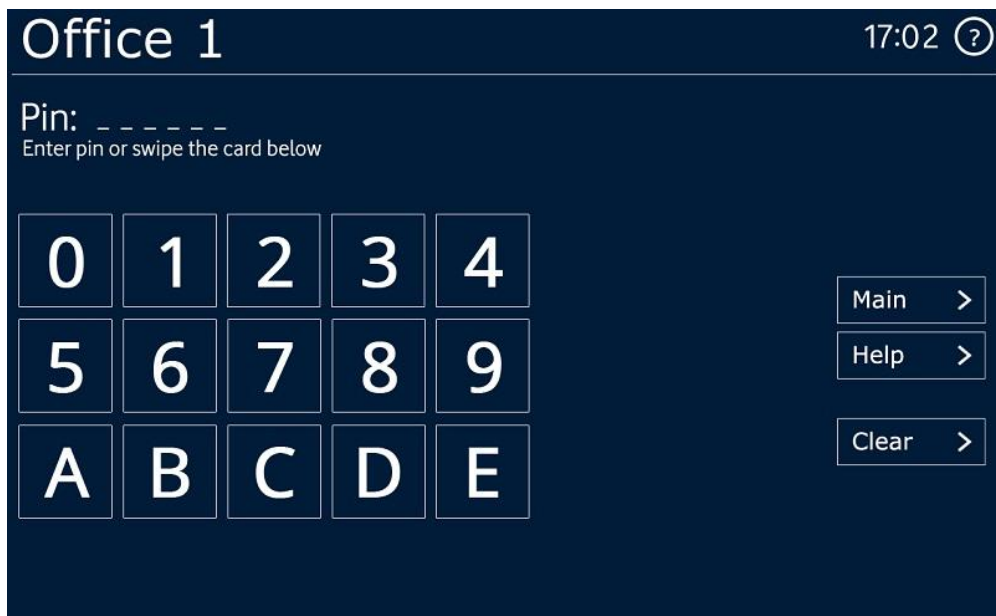 Office 1
17:02 ?
Pin: _ _ _ _ _ _
Enter pin or swipe the card below
0 1 2 3 4
5 6 7 8 9
A B C D E
Main >
Help >
Clear >